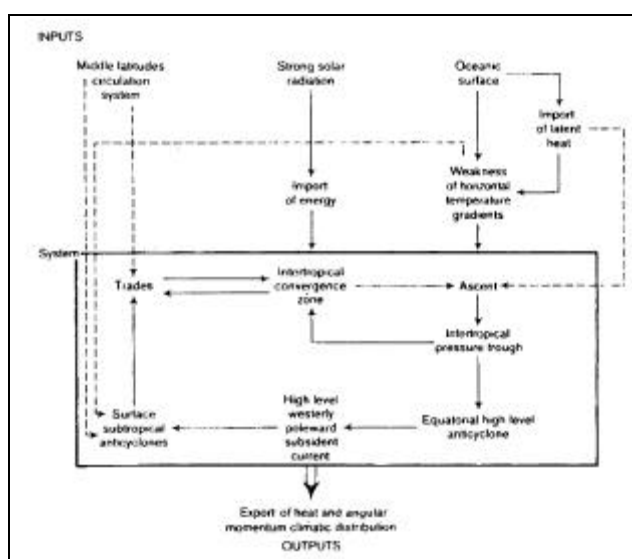 INPUTS
Middle latitudes
circulation
system
Strong solar
radiation
Oceanic
surface
Import
of latent
heat
Import
of energy
Weakness
of horizontal
temperature
gradients
System
Trades
Intertropical
convergence
zone
Ascent
Intertropical
pressure trough
Surface
subtropical
anticyclones
High level
westerly
poleward
subsident
current
Equatorial high level
anticyclone
Export of heat and angular
momentum climatic distribution
OUTPUTS